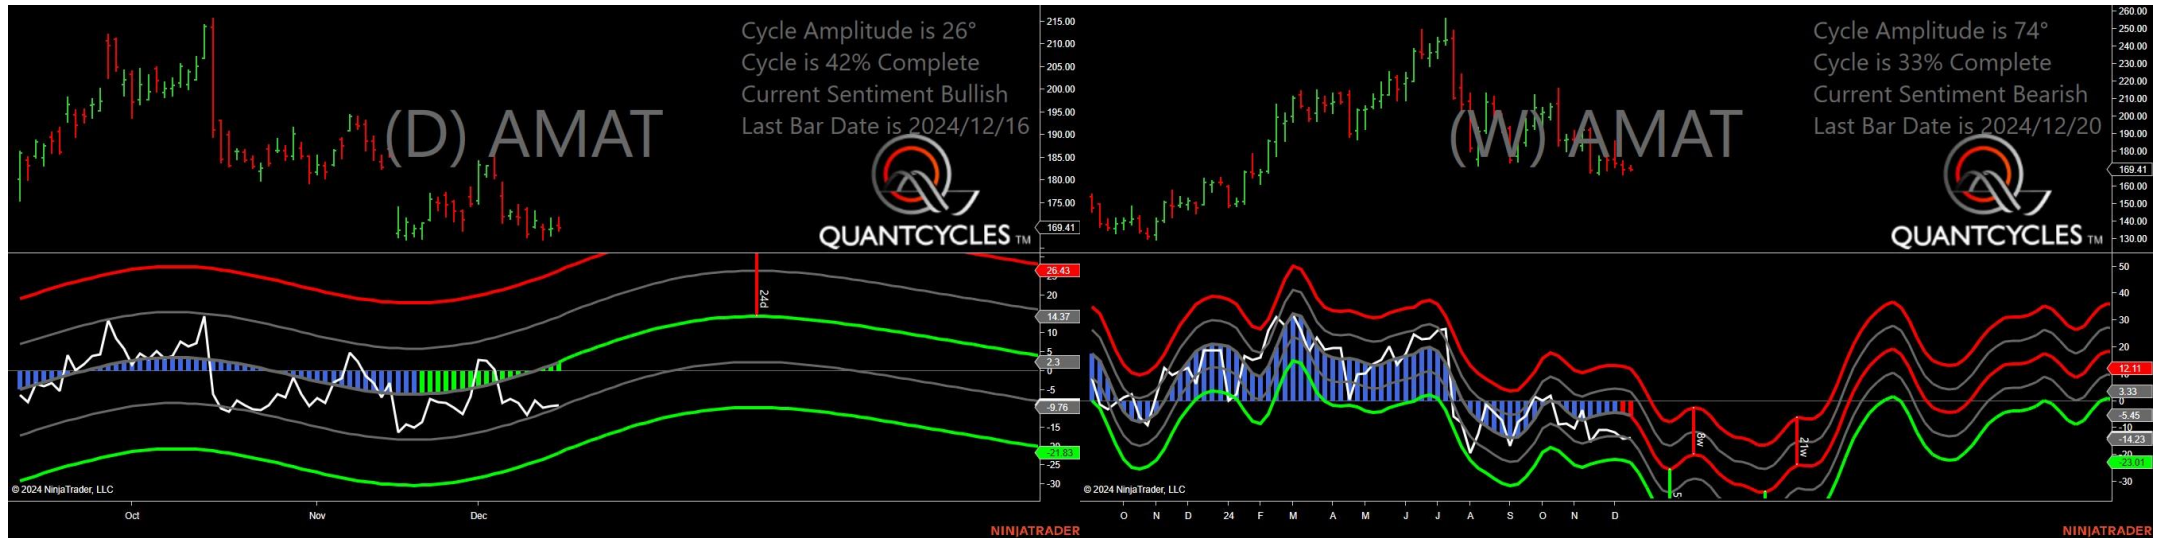 Cycle Amplitude is 26°
Cycle is 42% Complete
Current Sentiment Bullish
Last Bar Date is 2024/12/16
(D) AMAT
QUANTCYCLES TM
215.00
210.00
205.00
200.00
195.00
190.00
185.00
180.00
175.00
169.41
26.43
20
14.37
10
5
2.3
0
-5
-9.76
-15
-21.83
-25
-30
24d
© 2024 NinjaTrader, LLC
Oct Nov Dec
NINJATRADER
Cycle Amplitude is 74°
Cycle is 33% Complete
Current Sentiment Bearish
Last Bar Date is 2024/12/20
(W) AMAT
QUANTCYCLES TM
260.00
250.00
240.00
230.00
220.00
210.00
200.00
190.00
180.00
169.41
160.00
150.00
140.00
130.00
50
40
30
20
12.11
3.33
0
-5.45
-10
-14.23
-20
-23.01
-30
8w
21w
5
© 2024 NinjaTrader, LLC
O N D 24 F M A M J J A S O N D
NINJATRADER